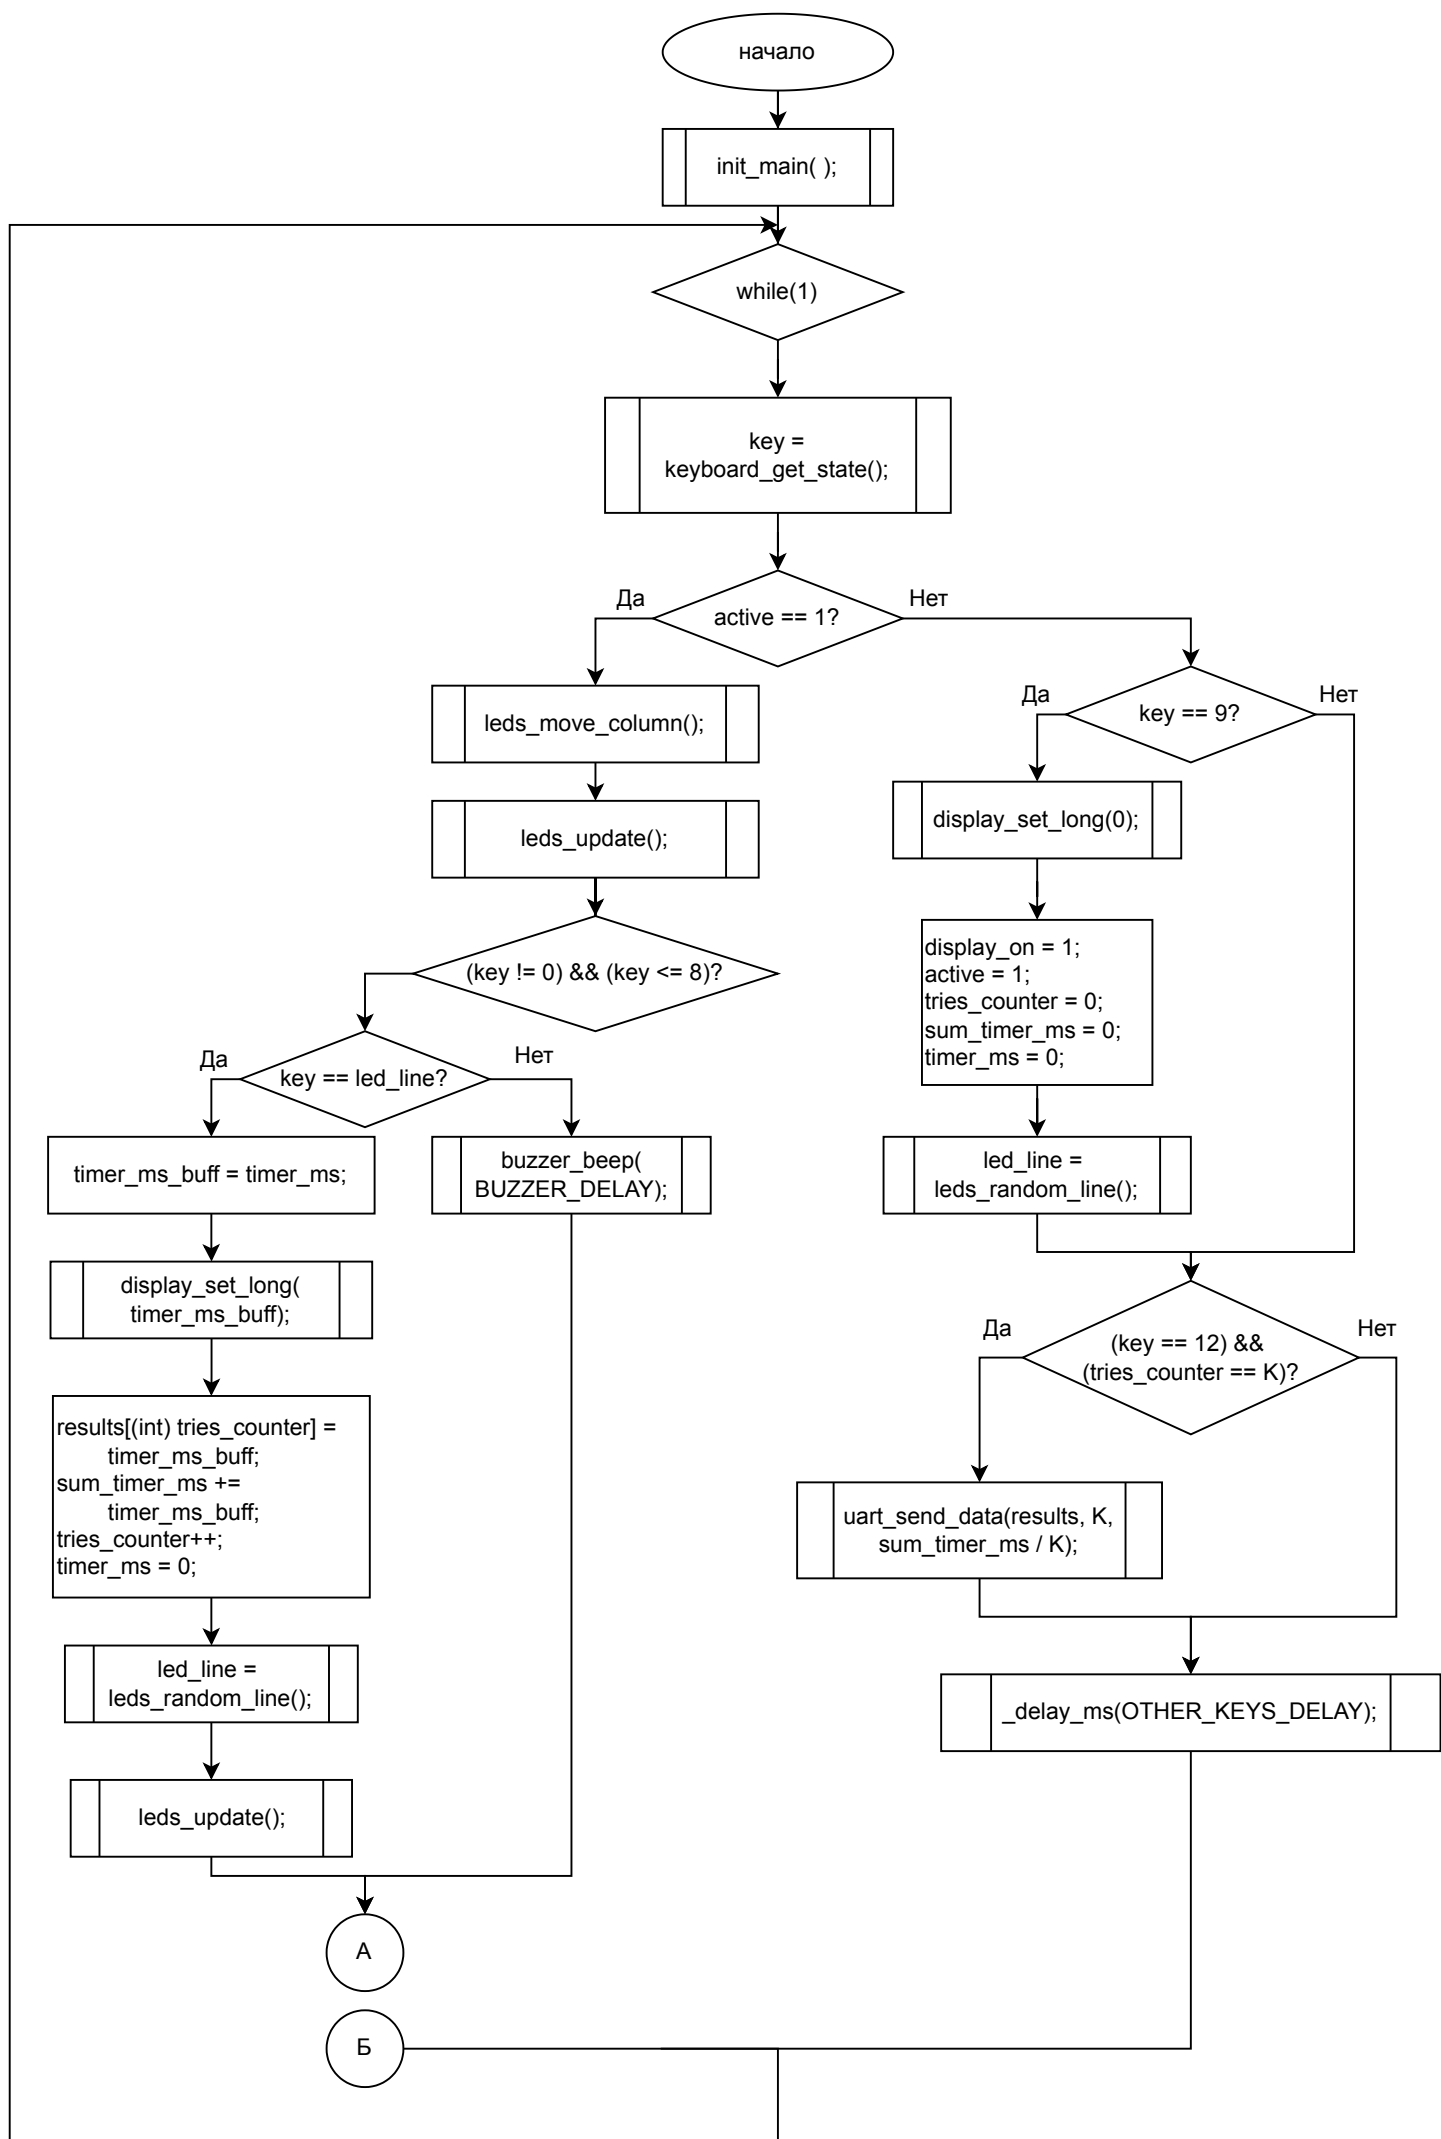 начало
init_main( );
while(1)
key =
keyboard_get_state();
active == 1?
Да
Нет
leds_move_column();
leds_update();
(key != 0) && (key <= 8)?
key == led_line?
Да
Нет
timer_ms_buff = timer_ms;
buzzer_beep(
BUZZER_DELAY);
display_set_long(
timer_ms_buff);
results[(int) tries_counter] =
timer_ms_buff;
sum_timer_ms +=
timer_ms_buff;
tries_counter++;
timer_ms = 0;
led_line =
leds_random_line();
leds_update();
А
Б
key == 9?
Да
Нет
display_set_long(0);
display_on = 1;
active = 1;
tries_counter = 0;
sum_timer_ms = 0;
timer_ms = 0;
led_line =
leds_random_line();
(key == 12) &&
(tries_counter == K)?
Да
Нет
uart_send_data(results, K,
sum_timer_ms / K);
_delay_ms(OTHER_KEYS_DELAY);